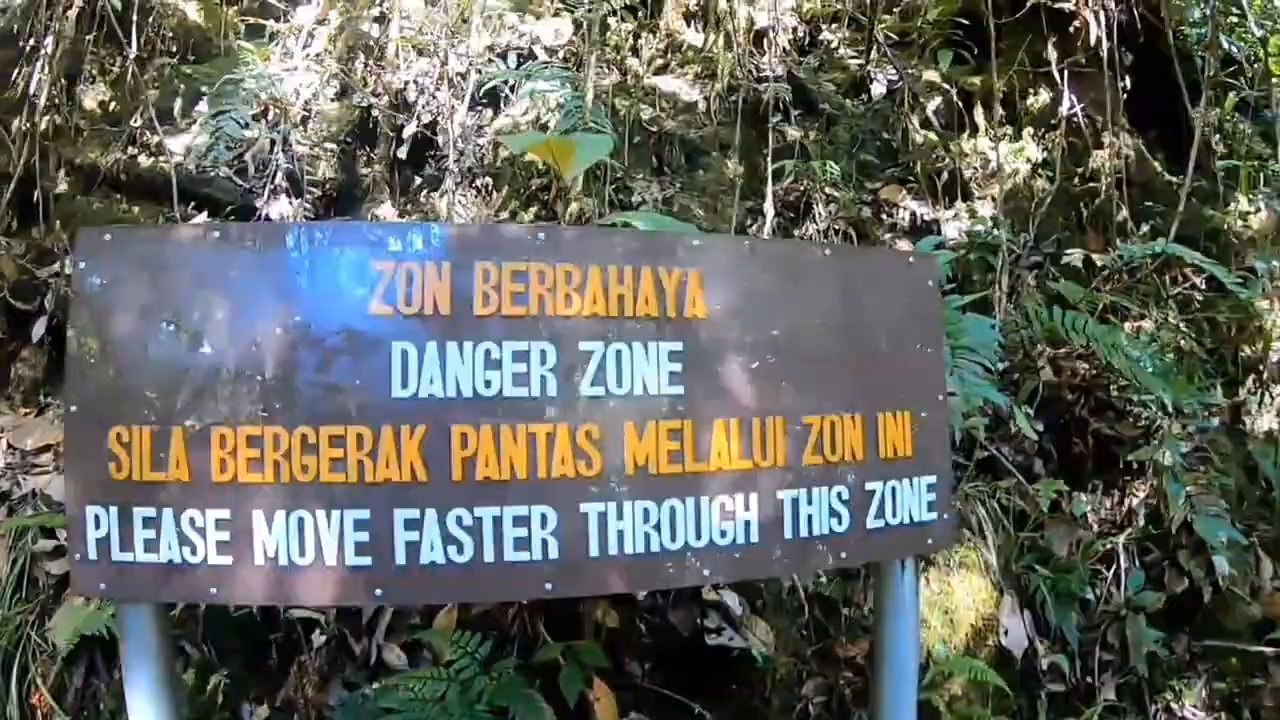 ZON BERBAHAYA
DANGER ZONE
SILA BERGERAK PANTAS MELALUI ZON INI
PLEASE MOVE FASTER THROUGH THIS ZONE.